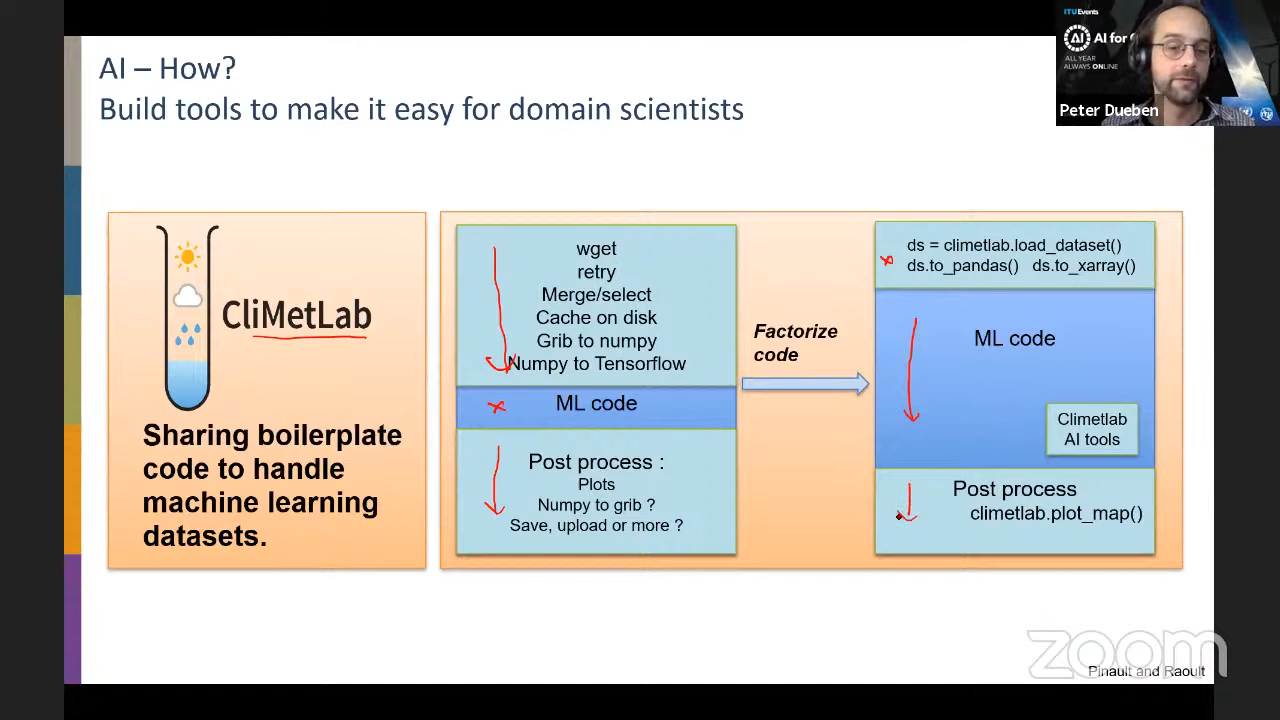 AI – How?
Build tools to make it easy for domain scientists
ITUEvents
AI
AI for
ALL YEAR
ALWAYS ONLINE
Peter Dueben
CliMetLab
Sharing boilerplate
code to handle
machine learning
datasets.
wget
retry
Merge/select
Cache on disk
Grib to numpy
Numpy to Tensorflow
ML code
Post process :
Plots
Numpy to grib ?
Save, upload or more ?
Factorize
code
ds = climetlab.load_dataset()
ds.to_pandas() ds.to_xarray()
ML code
Climetlab
AI tools
Post process
climetlab.plot_map()
zoom
Pinault and Raoult